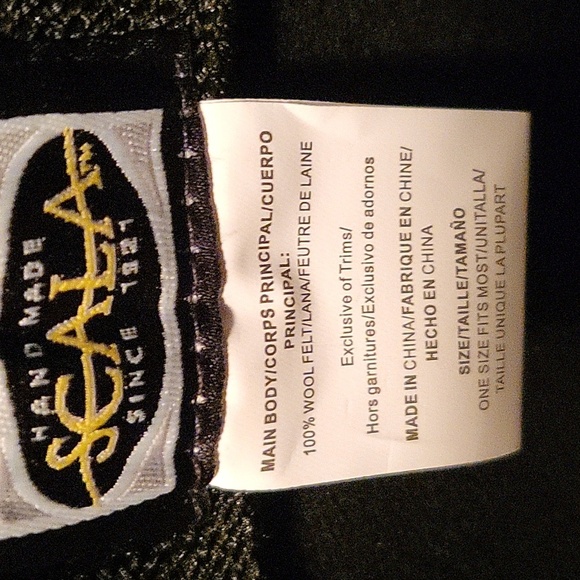 HAND MADE
SCALA™
SINCE 1921
MAIN BODY/CORPS PRINCIPAL/CUERPO
PRINCIPAL:
100% WOOL FELT/LANA/FEUTRE DE LAINE
Exclusive of Trims/
Hors garnitures/Exclusivo de adornos
MADE IN CHINA/FABRIQUE EN CHINE/
HECHO EN CHINA
SIZE/TAILLE/TAMAÑO
ONE SIZE FITS MOST/UNITALLA/
TAILLE UNIQUE LA PLUPART